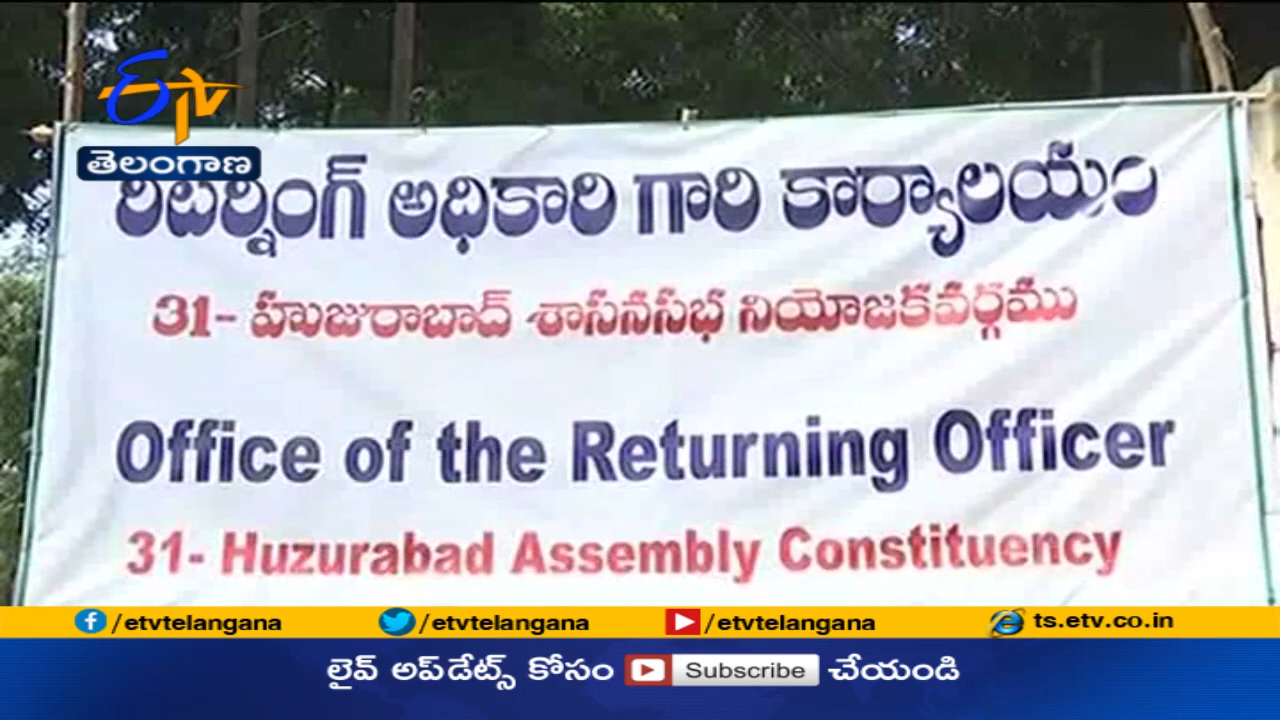 ETV
తెలంగాణ
రిటర్నింగ్ అధికారి గారి కార్యాలయం
31- హుజురాబాద్ శాసనసభ నియోజకవర్గము
Office of the Returning Officer
31- Huzurabad Assembly Constituency
/etvtelangana /etvtelangana /etvtelangana ts.etv.co.in
లైవ్ అప్‌డేట్స్ కోసం Subscribe చేయండి